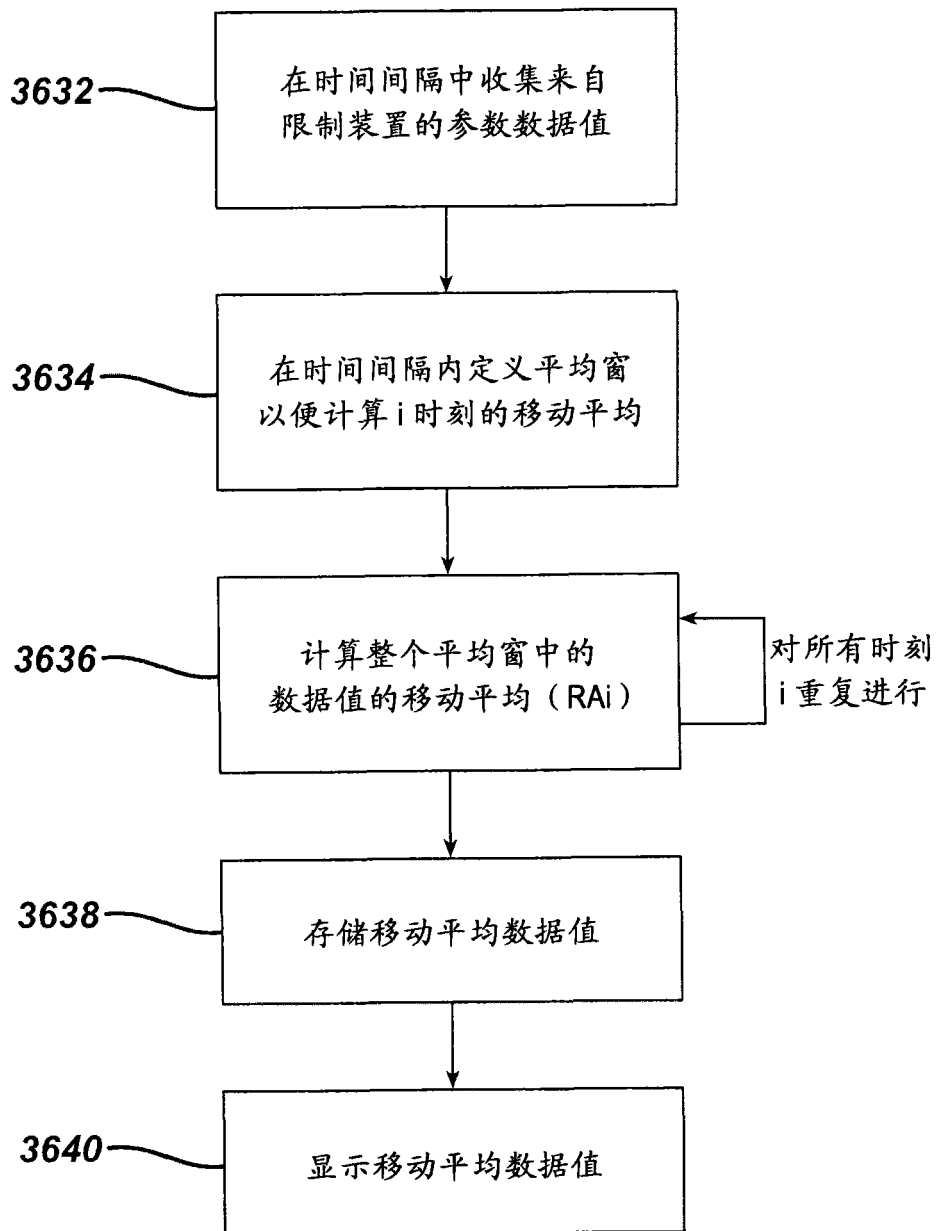 3632
在时间间隔中收集来自
限制装置的参数数据值
3634
在时间间隔内定义平均窗
以便计算i时刻的移动平均
3636
计算整个平均窗中的
数据值的移动平均（RAi）
对所有时刻
i重复进行
3638
存储移动平均数据值
3640
显示移动平均数据值